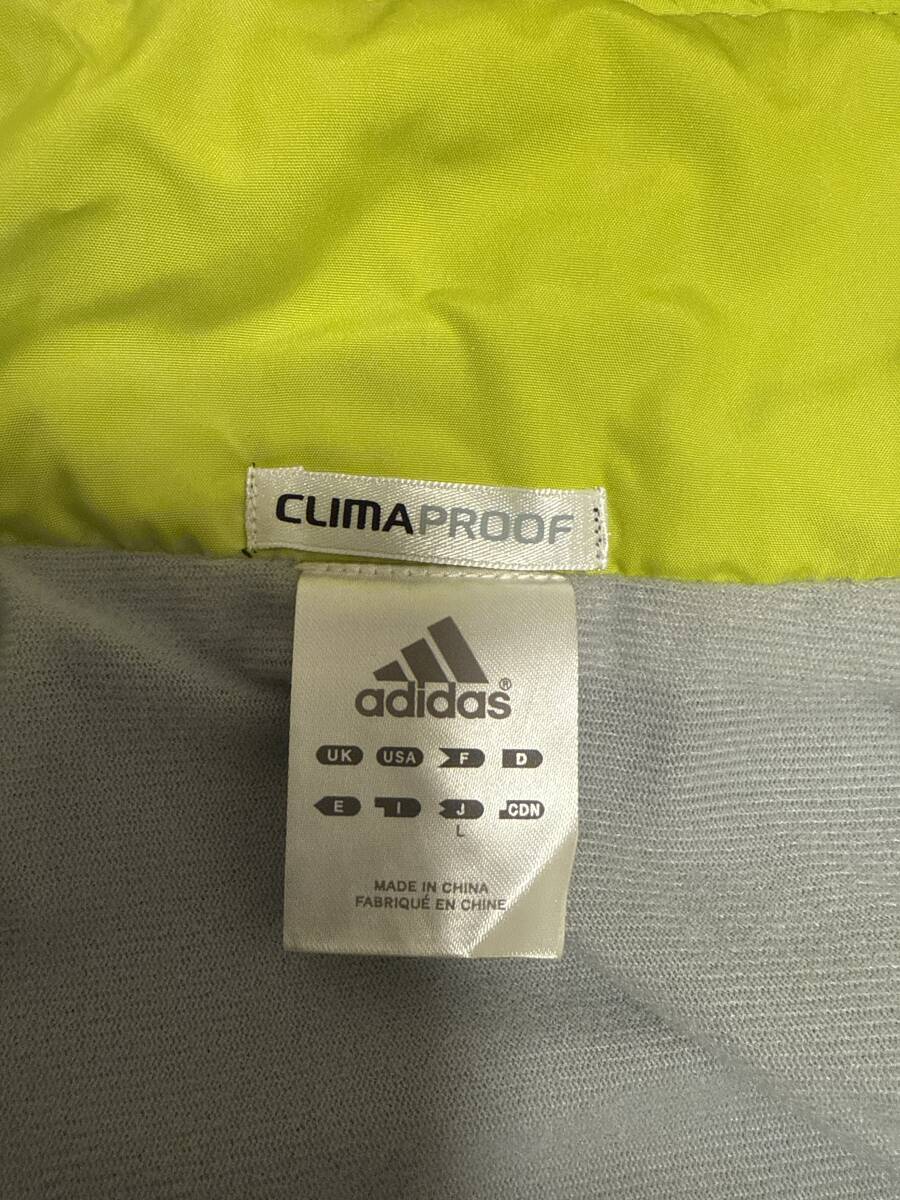 CLIMAPROOF
adidas®
UK USA F D
E I J CDN
L
MADE IN CHINA
FABRIQUÉ EN CHINE